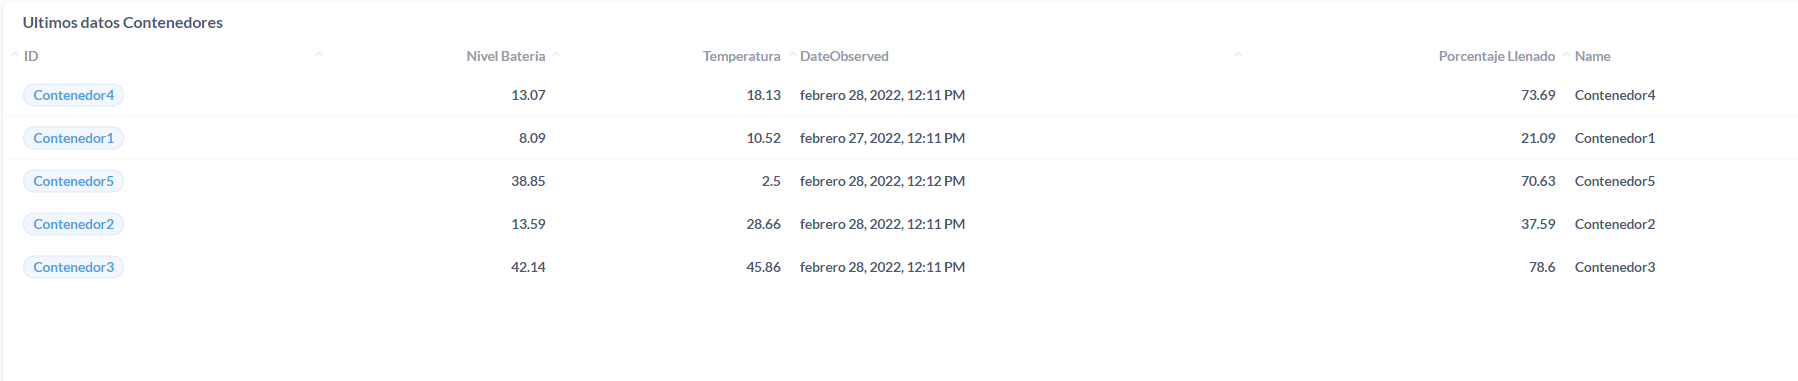 Ultimos datos Contenedores
ID Nivel Bateria Temperatura DateObserved Porcentaje Llenado Name
Contenedor4 13.07 18.13 febrero 28, 2022, 12:11 PM 73.69 Contenedor4
Contenedor1 8.09 10.52 febrero 27, 2022, 12:11 PM 21.09 Contenedor1
Contenedor5 38.85 2.5 febrero 28, 2022, 12:12 PM 70.63 Contenedor5
Contenedor2 13.59 28.66 febrero 28, 2022, 12:11 PM 37.59 Contenedor2
Contenedor3 42.14 45.86 febrero 28, 2022, 12:11 PM 78.6 Contenedor3